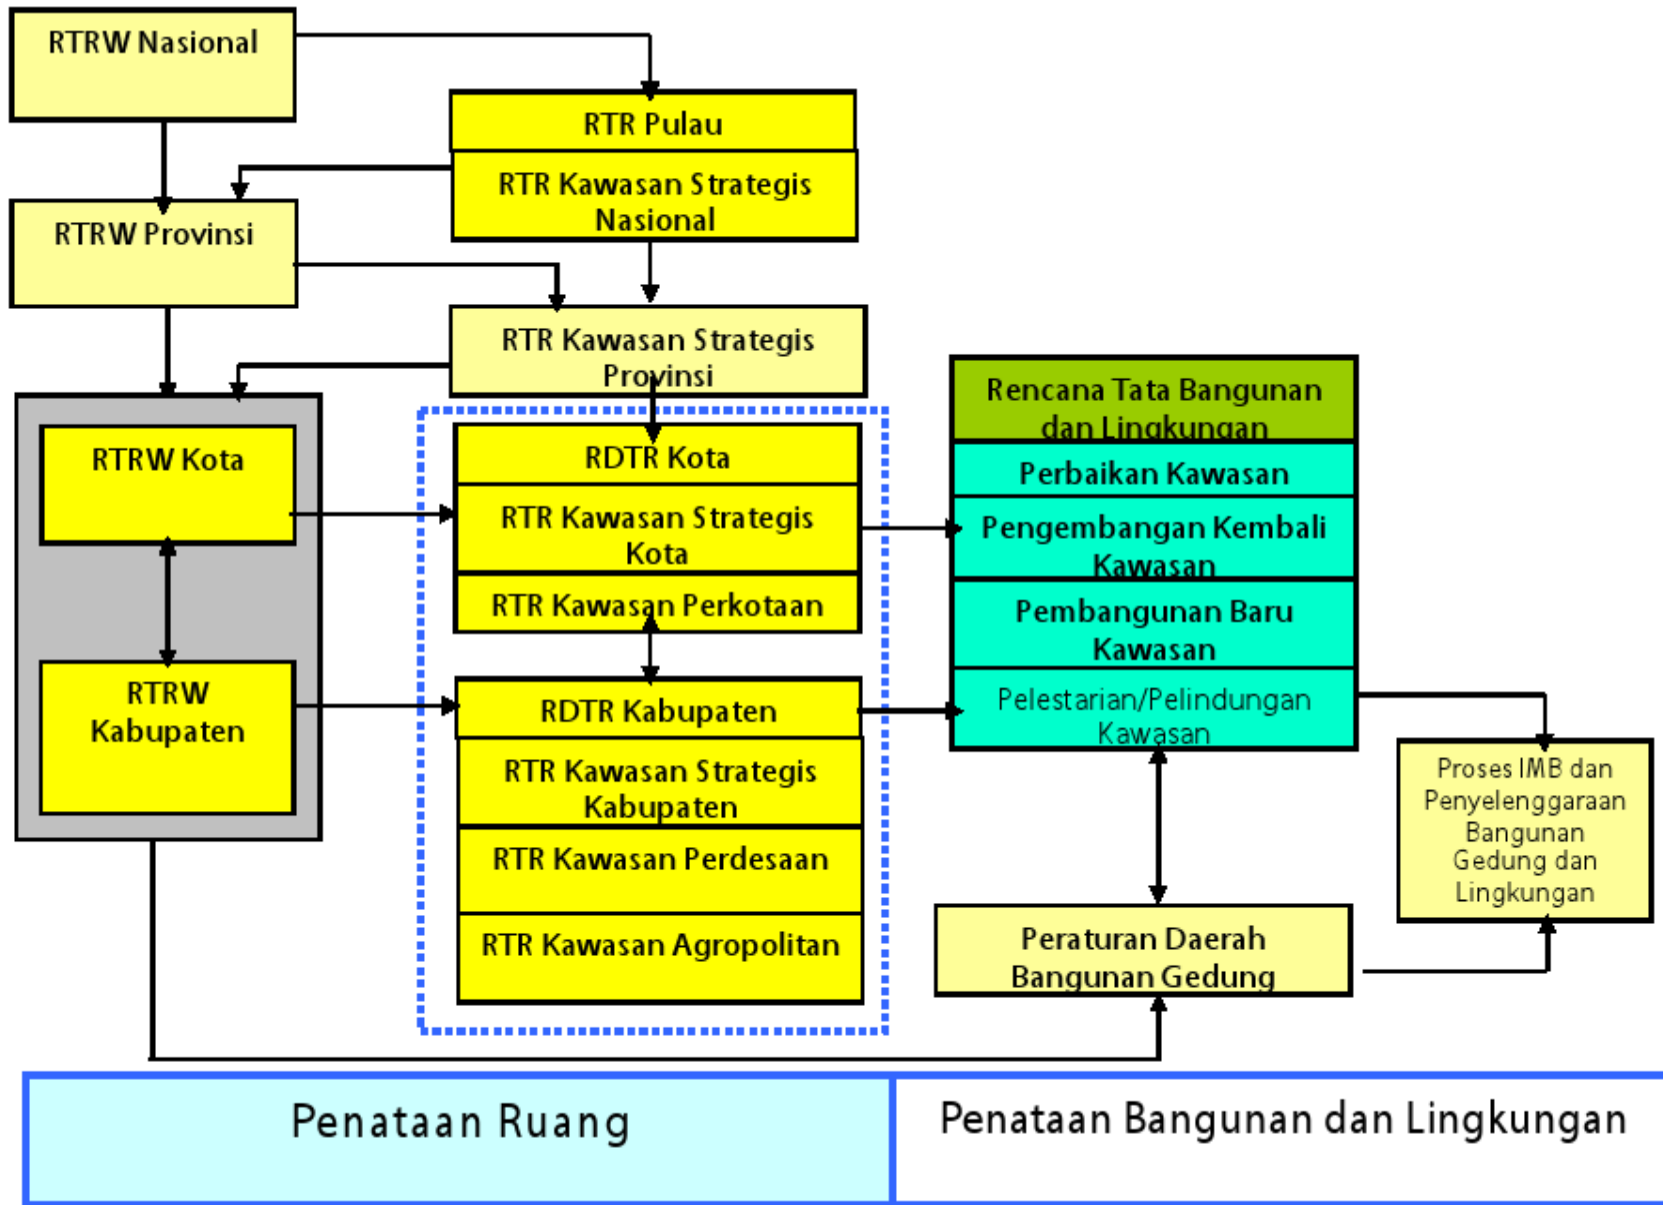 RTRW Nasional
RTR Pulau
RTR Kawasan Strategis
Nasional
RTRW Provinsi
RTR Kawasan Strategis
Provinsi
RTRW Kota
RTRW
Kabupaten
RDTR Kota
RTR Kawasan Strategis
Kota
RTR Kawasan Perkotaan
RDTR Kabupaten
RTR Kawasan Strategis
Kabupaten
RTR Kawasan Perdesaan
RTR Kawasan Agropolitan
Rencana Tata Bangunan
dan Lingkungan
Perbaikan Kawasan
Pengembangan Kembali
Kawasan
Pembangunan Baru
Kawasan
Pelestarian/Pelindungan
Kawasan
Proses IMB dan
Penyelenggaraan
Bangunan
Gedung dan
Lingkungan
Peraturan Daerah
Bangunan Gedung
Penataan Ruang
Penataan Bangunan dan Lingkungan